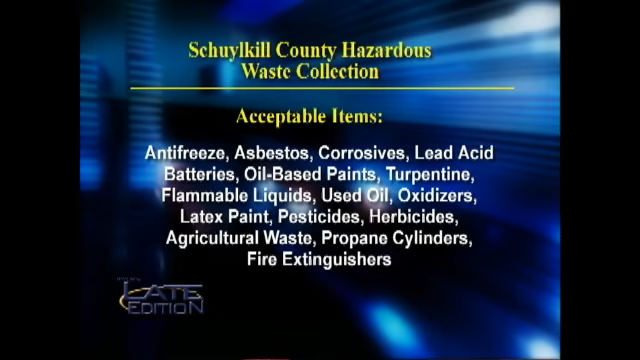 Schuylkill County Hazardous
Waste Collection
Acceptable Items:
Antifreeze, Asbestos, Corrosives, Lead Acid
Batteries, Oil-Based Paints, Turpentine,
Flammable Liquids, Used Oil, Oxidizers,
Latex Paint, Pesticides, Herbicides,
Agricultural Waste, Propane Cylinders,
Fire Extinguishers
LATE
EDITION